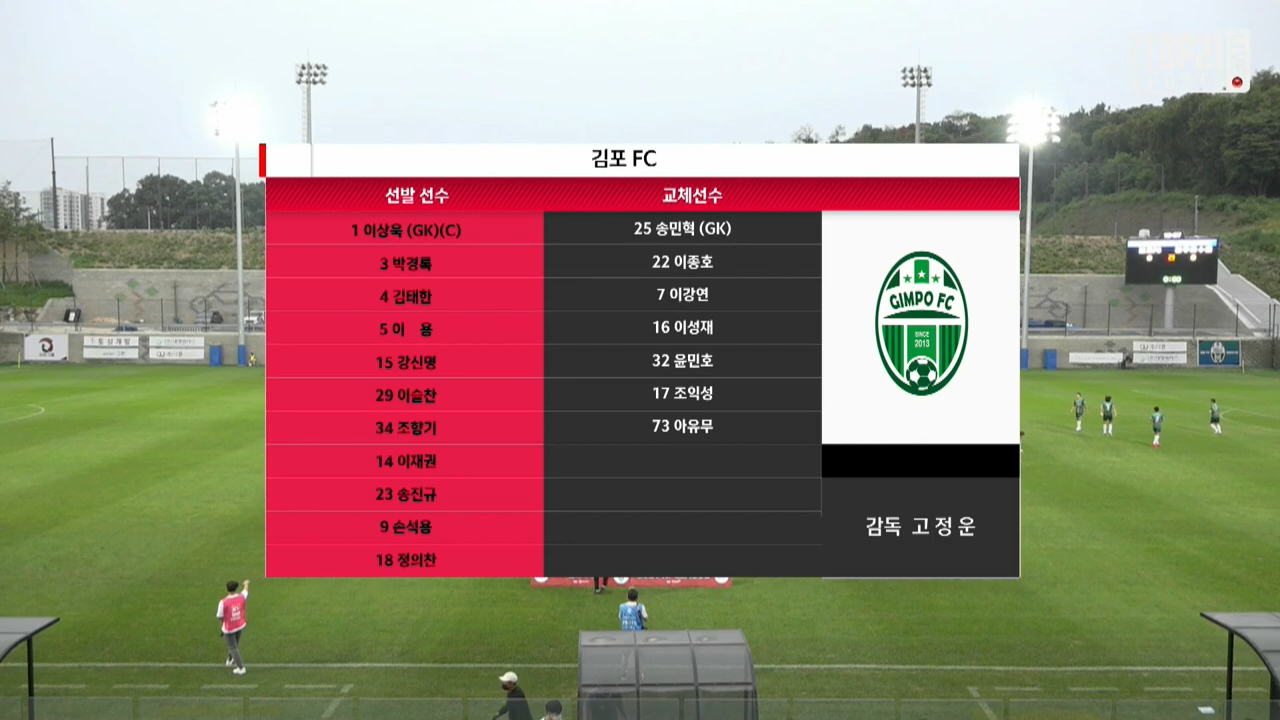 김포 FC
선발 선수
교체선수
1 이상욱 (GK)(C)
25 송민혁 (GK)
3 박경록
22 이종호
4 김태한
7 이강연
5 이 용
16 이성재
15 강신명
32 윤민호
29 이슬찬
17 조익성
34 조향기
73 아유무
14 이재권
23 송진규
9 손석용
18 정의찬
GIMPO FC
SINCE
2013
감독 고정운